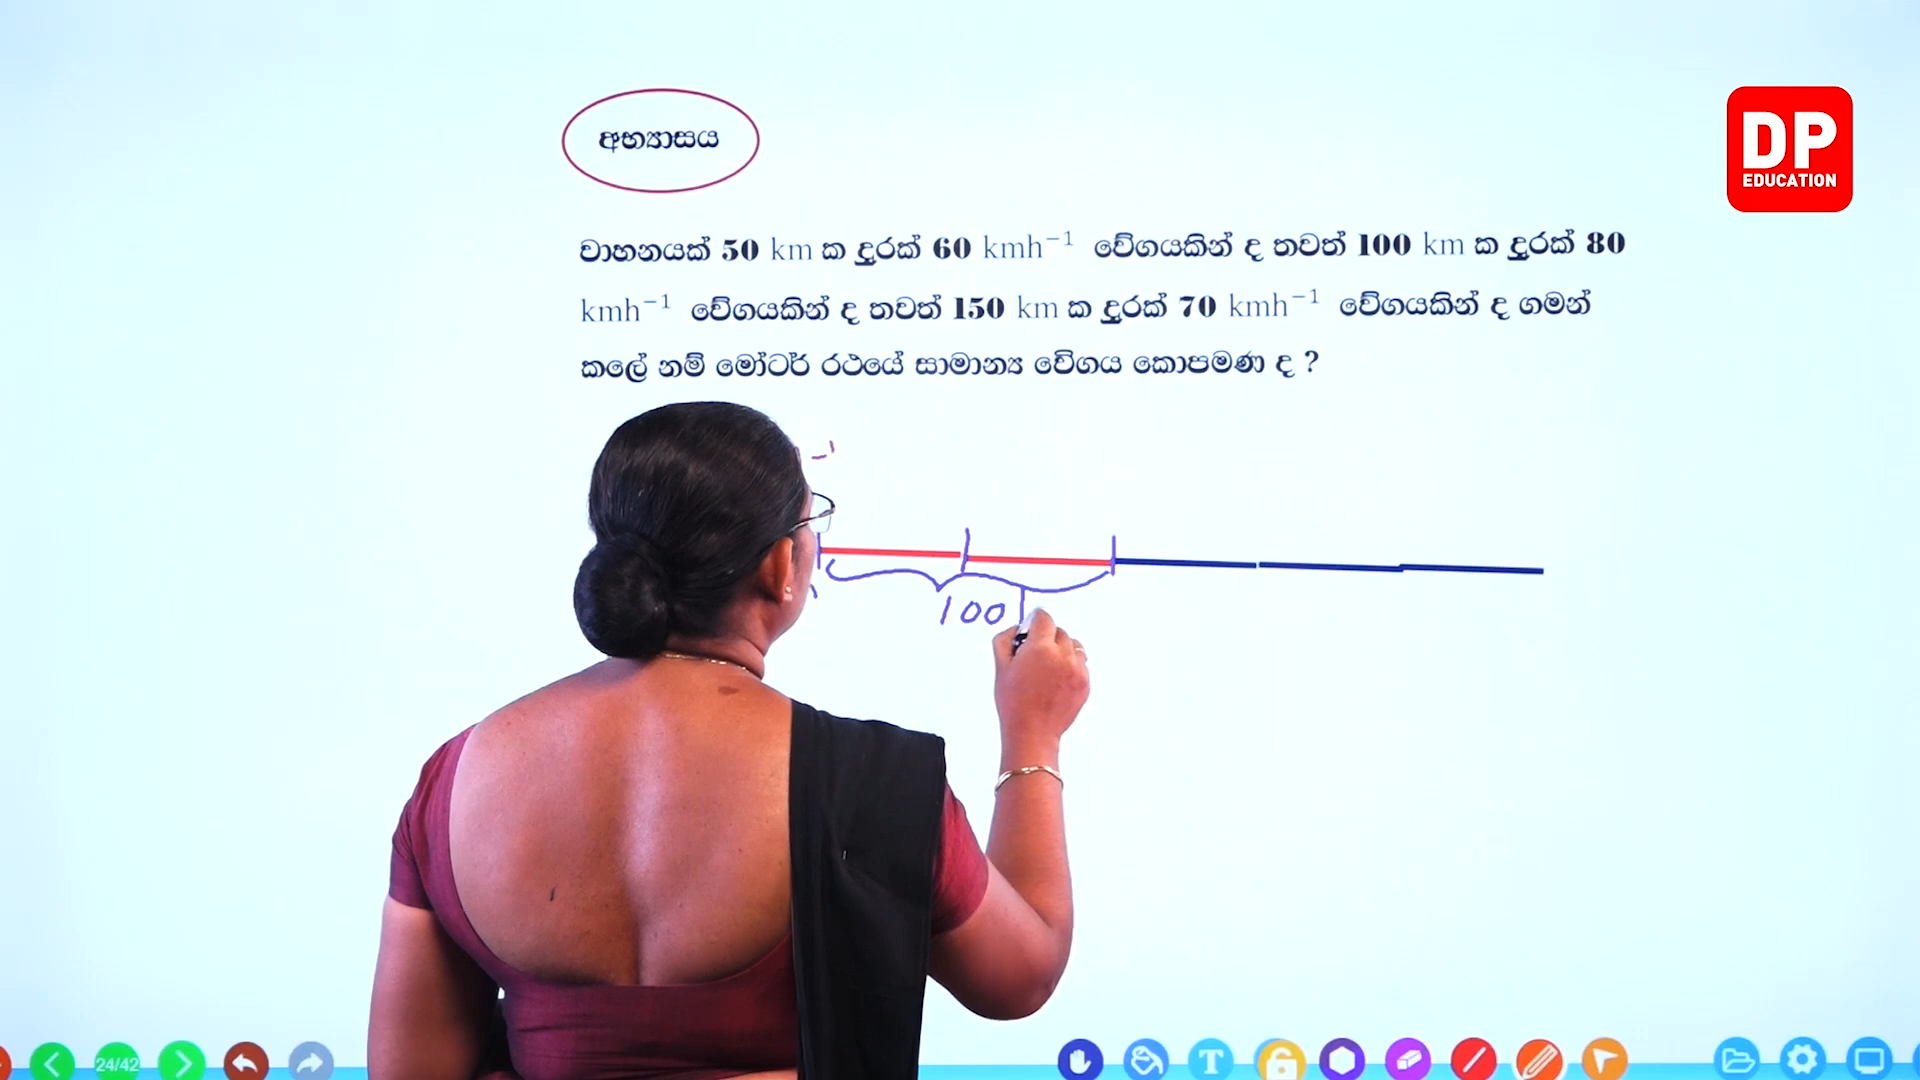 DP
EDUCATION
අභ්‍යාසය
වාහනයක් 50 km ක දුරක් 60 kmh⁻¹ වේගයකින් ද තවත් 100 km ක දුරක් 80
kmh⁻¹ වේගයකින් ද තවත් 150 km ක දුරක් 70 kmh⁻¹ වේගයකින් ද ගමන්
කලේ නම් මෝටර් රථයේ සාමාන්‍ය වේගය කොපමණ ද ?
-1
100
24/42
T